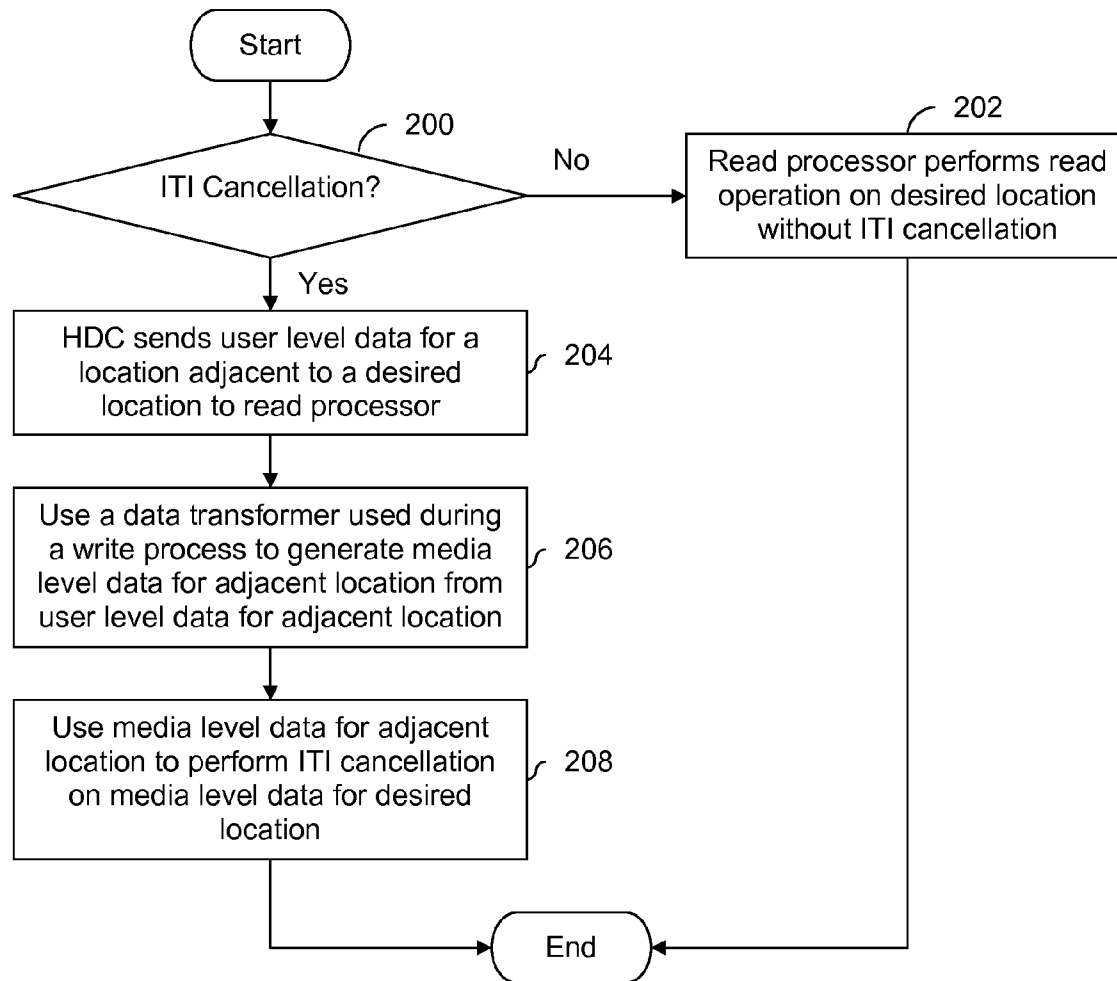 Start
200
ITI Cancellation?
No
202
Read processor performs read
operation on desired location
without ITI cancellation
Yes
HDC sends user level data for a
location adjacent to a desired
location to read processor
204
Use a data transformer used during
a write process to generate media
level data for adjacent location from
user level data for adjacent location
206
Use media level data for adjacent
location to perform ITI cancellation
on media level data for desired
location
208
End